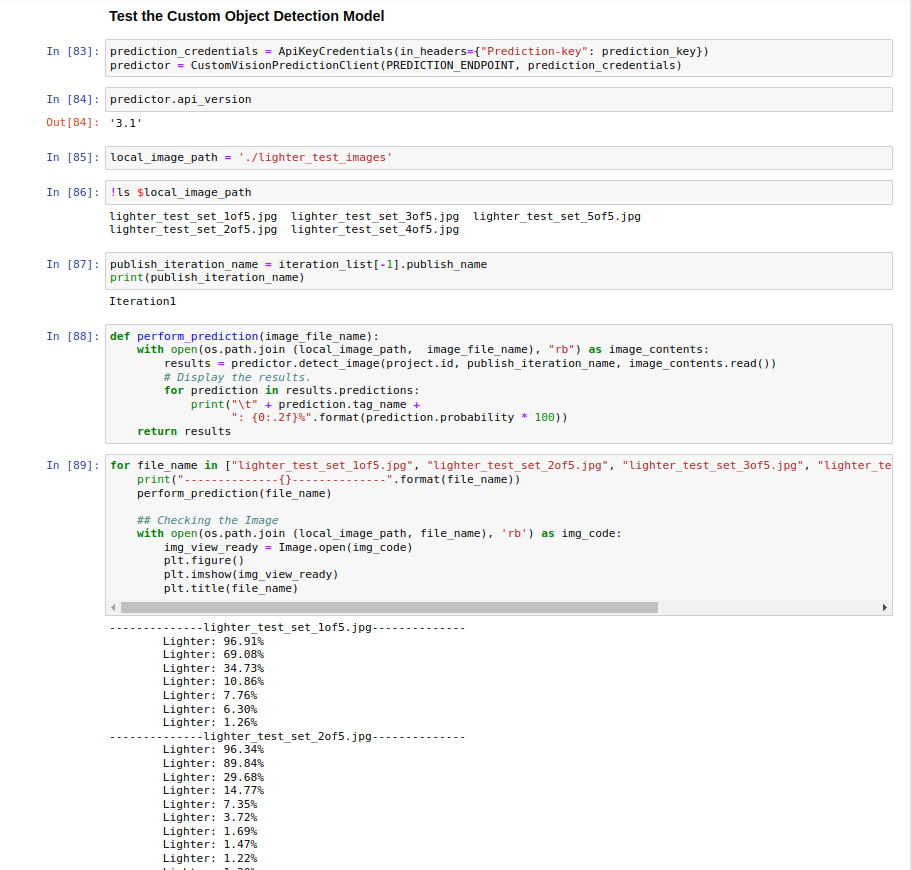 Test the Custom Object Detection Model
In [83]: prediction_credentials = ApiKeyCredentials(in_headers={"Prediction-key": prediction_key})
predictor = CustomVisionPredictionClient(PREDICTION_ENDPOINT, prediction_credentials)
In [84]: predictor.api_version
Out[84]: '3.1'
In [85]: local_image_path = './lighter_test_images'
In [86]: !ls $local_image_path
lighter_test_set_1of5.jpg  lighter_test_set_3of5.jpg  lighter_test_set_5of5.jpg
lighter_test_set_2of5.jpg  lighter_test_set_4of5.jpg
In [87]: publish_iteration_name = iteration_list[-1].publish_name
print(publish_iteration_name)
Iteration1
In [88]: def perform_prediction(image_file_name):
    with open(os.path.join (local_image_path,  image_file_name), "rb") as image_contents:
        results = predictor.detect_image(project.id, publish_iteration_name, image_contents.read())
        # Display the results.
        for prediction in results.predictions:
            print("\t" + prediction.tag_name +
                  ": {0:.2f}%".format(prediction.probability * 100))
    return results
In [89]: for file_name in ["lighter_test_set_1of5.jpg", "lighter_test_set_2of5.jpg", "lighter_test_set_3of5.jpg", "lighter_te
    print("--------------{}--------------".format(file_name))
    perform_prediction(file_name)
    ## Checking the Image
    with open(os.path.join (local_image_path, file_name), 'rb') as img_code:
        img_view_ready = Image.open(img_code)
        plt.figure()
        plt.imshow(img_view_ready)
        plt.title(file_name)
--------------lighter_test_set_1of5.jpg--------------
Lighter: 96.91%
Lighter: 69.08%
Lighter: 34.73%
Lighter: 10.86%
Lighter: 7.76%
Lighter: 6.30%
Lighter: 1.26%
--------------lighter_test_set_2of5.jpg--------------
Lighter: 96.34%
Lighter: 89.84%
Lighter: 29.68%
Lighter: 14.77%
Lighter: 7.35%
Lighter: 3.72%
Lighter: 1.69%
Lighter: 1.47%
Lighter: 1.22%